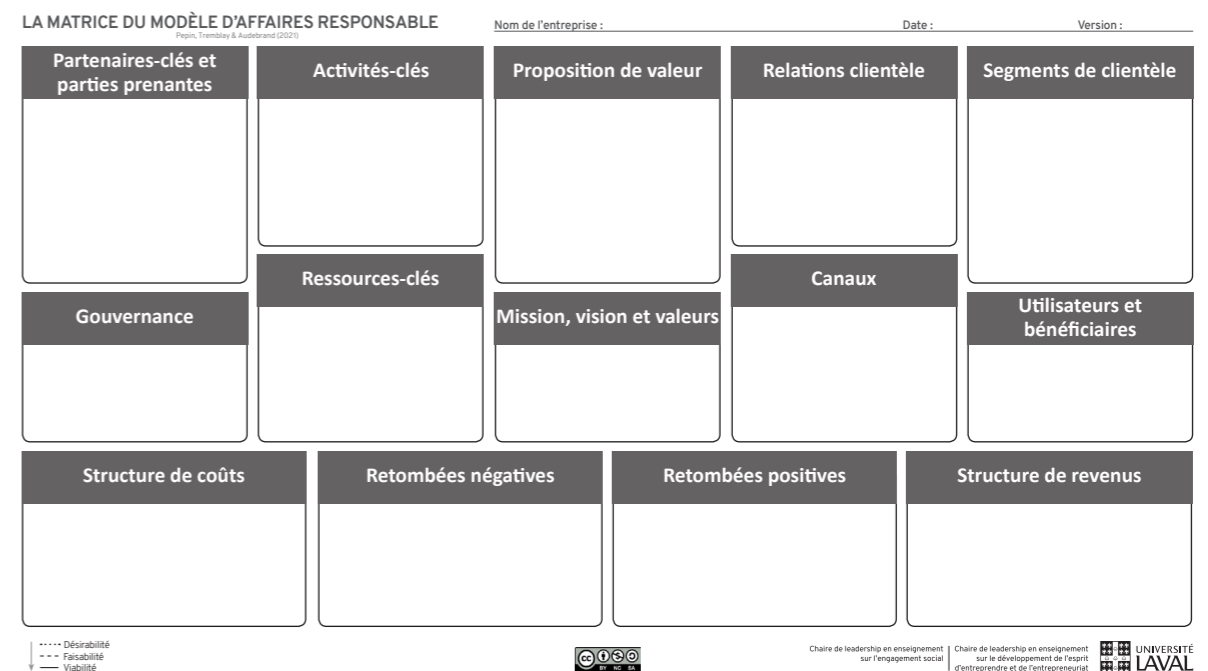 LA MATRICE DU MODÈLE D'AFFAIRES RESPONSABLE
Pepin, Tremblay & Audebrand (2021)
Nom de l'entreprise :
Date :
Version :
Partenaires-clés et
parties prenantes
Activités-clés
Proposition de valeur
Relations clientèle
Segments de clientèle
Ressources-clés
Canaux
Gouvernance
Mission, vision et valeurs
Utilisateurs et
bénéficiaires
Structure de coûts
Retombées négatives
Retombées positives
Structure de revenus
Désirabilité
Faisabilité
Viabilité
cc
BY NC SA
Chaire de leadership en enseignement
sur l'engagement social
Chaire de leadership en enseignement
sur le développement de l'esprit
d'entreprendre et de l'entrepreneuriat
UNIVERSITÉ
LAVAL